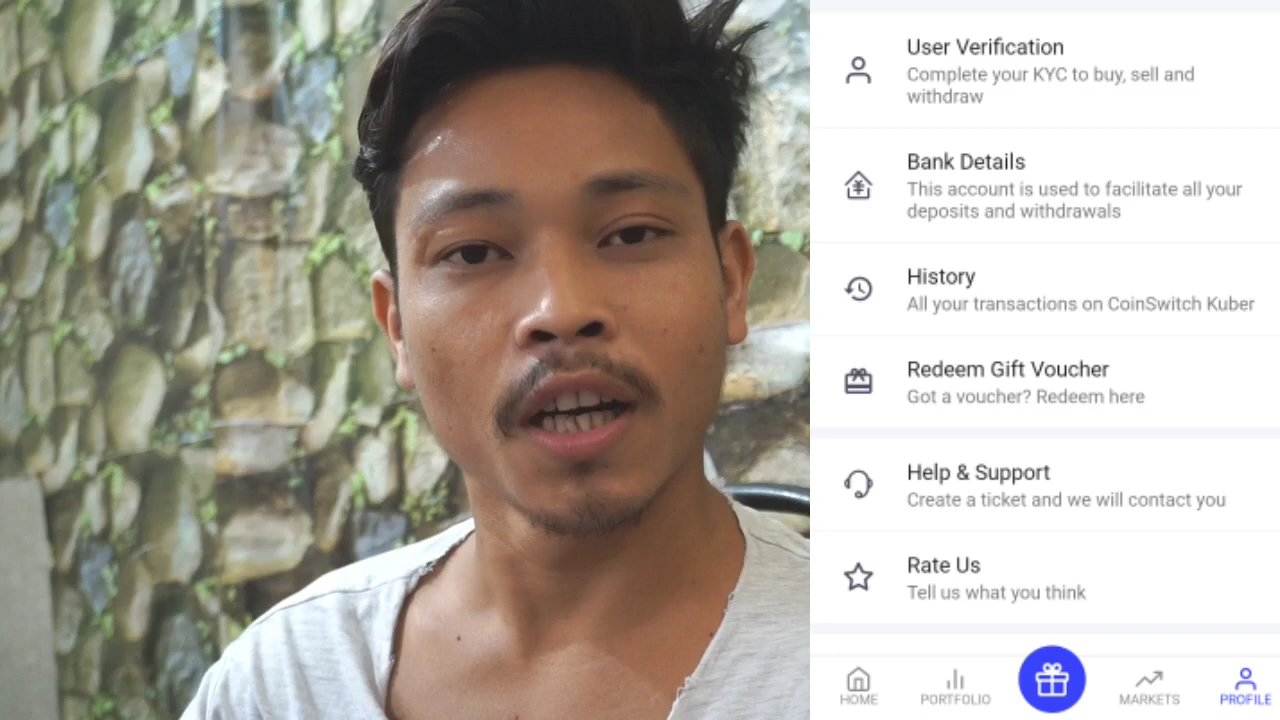 User Verification
Complete your KYC to buy, sell and
withdraw
Bank Details
This account is used to facilitate all your
deposits and withdrawals
History
All your transactions on CoinSwitch Kuber
Redeem Gift Voucher
Got a voucher? Redeem here
Help & Support
Create a ticket and we will contact you
Rate Us
Tell us what you think
HOME
PORTFOLIO
MARKETS
PROFILE